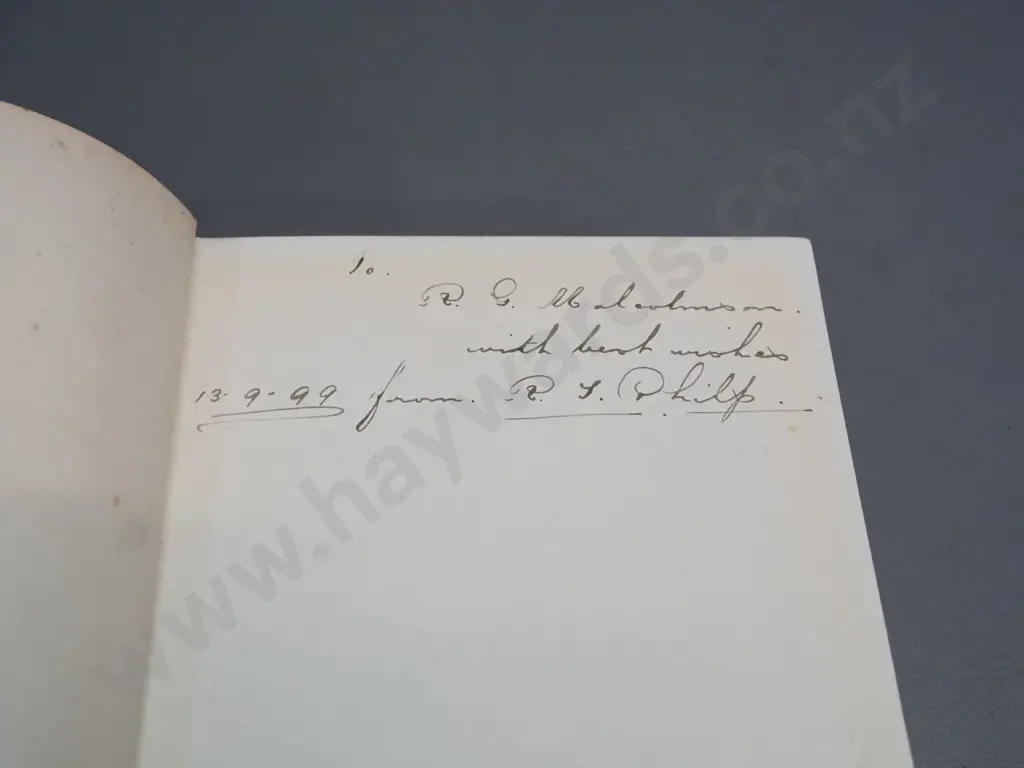 To.
R. G. Malcolmson.
with best wishes
13-9-99 from. R. S. Philp.
www.haywards.co.nz